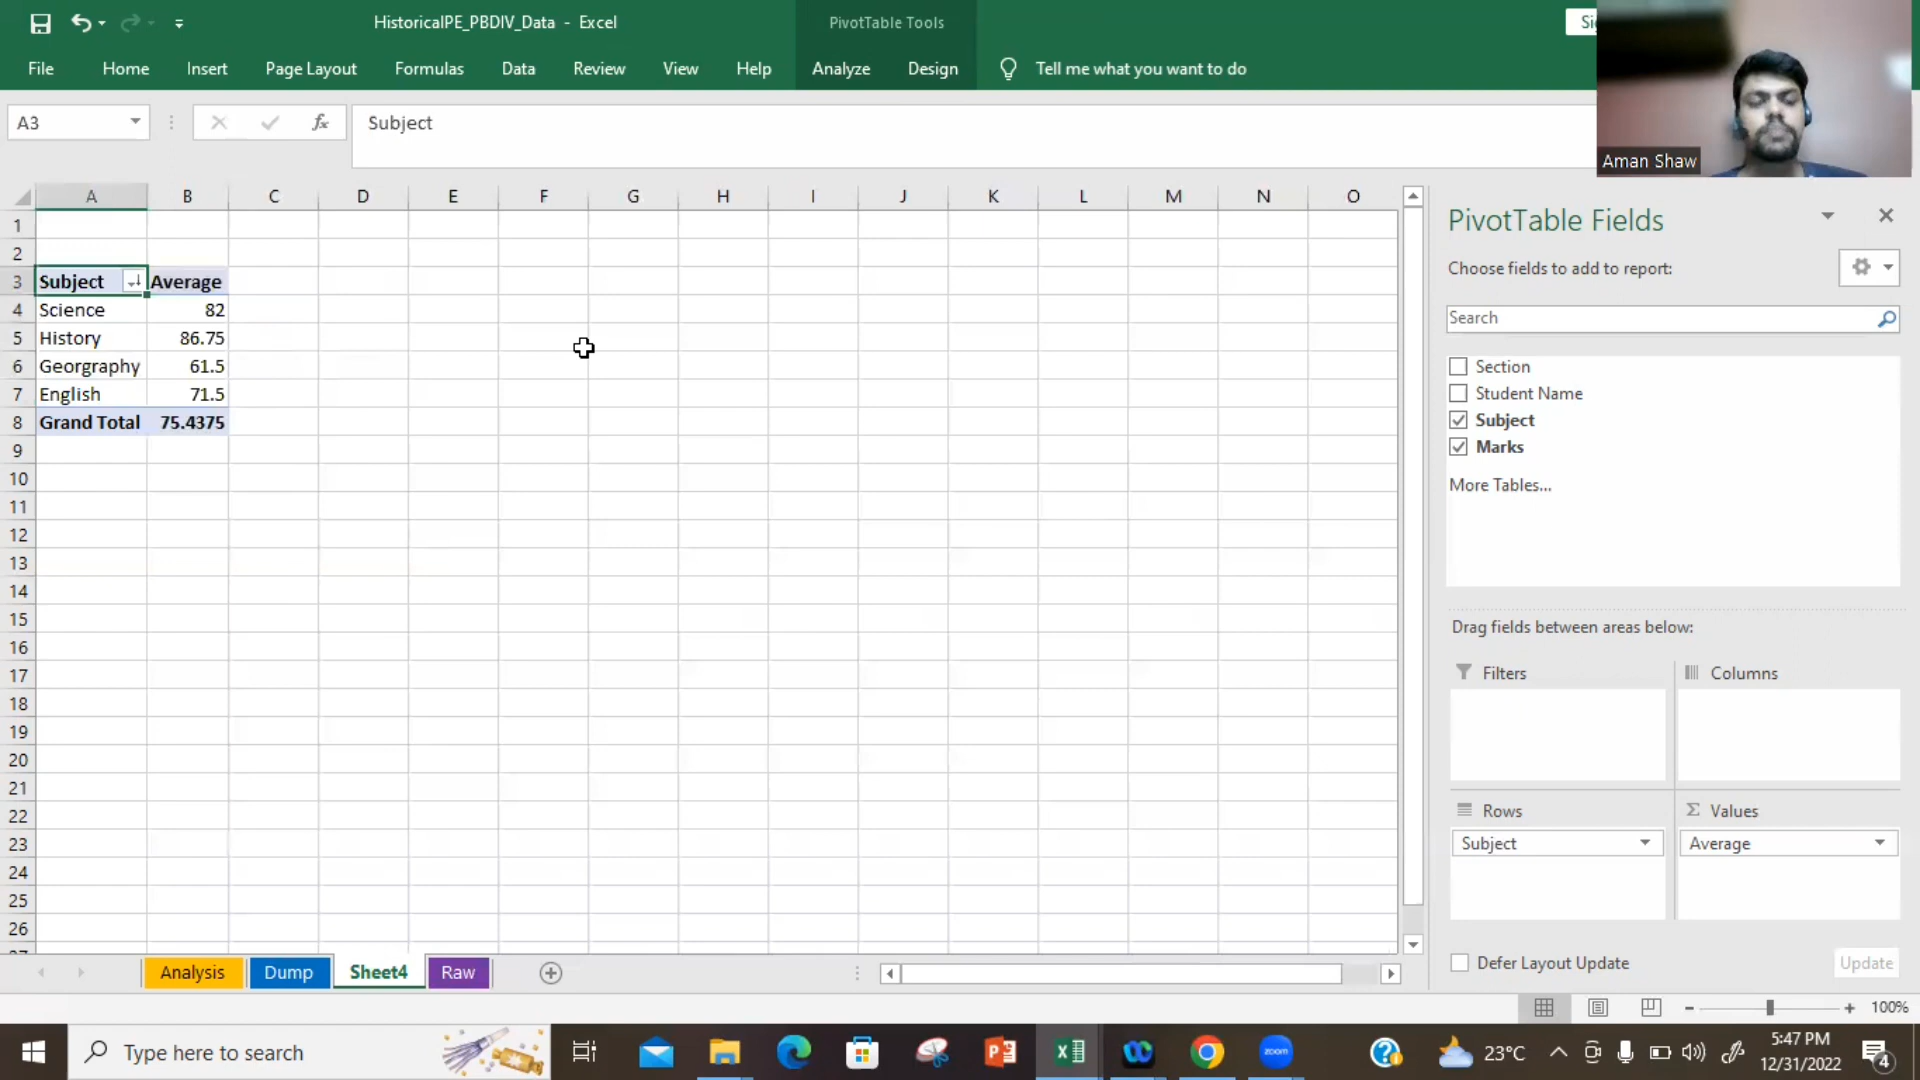 HistoricalPE_PBDIV_Data - Excel
PivotTable Tools
Si
File Home Insert Page Layout Formulas Data Review View Help Analyze Design Tell me what you want to do
A3 fx Subject
Aman Shaw
A B C D E F G H I J K L M N O
1
2
3 Subject Average
4 Science 82
5 History 86.75
6 Georgraphy 61.5
7 English 71.5
8 Grand Total 75.4375
9
10
11
12
13
14
15
16
17
18
19
20
21
22
23
24
25
26
PivotTable Fields
Choose fields to add to report:
Search
Section
Student Name
Subject
Marks
More Tables...
Drag fields between areas below:
Filters Columns
Rows Σ Values
Subject Average
Defer Layout Update Update
Analysis Dump Sheet4 Raw
100%
Type here to search
zoom
23°C
5:47 PM
12/31/2022
4